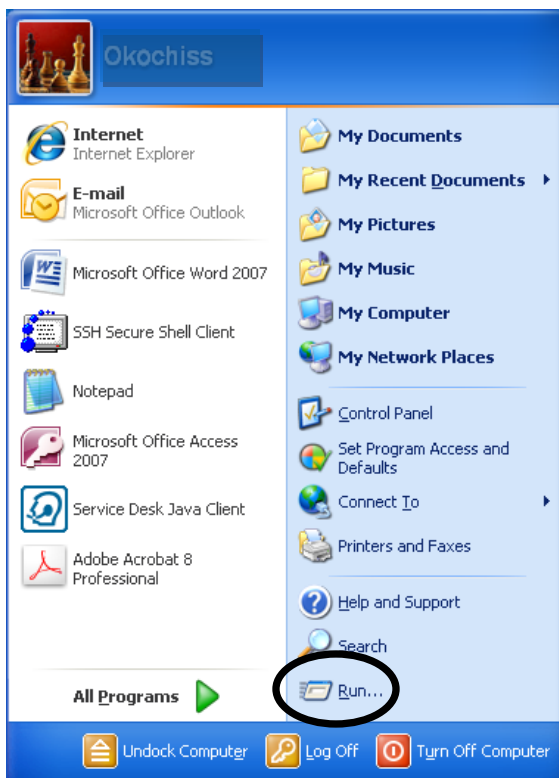 Okochiss
Internet
Internet Explorer
E-mail
Microsoft Office Outlook
Microsoft Office Word 2007
SSH Secure Shell Client
Notepad
Microsoft Office Access
2007
Service Desk Java Client
Adobe Acrobat 8
Professional
All Programs
My Documents
My Recent Documents
My Pictures
My Music
My Computer
My Network Places
Control Panel
Set Program Access and
Defaults
Connect To
Printers and Faxes
Help and Support
Search
Run...
Undock Computer
Log Off
Turn Off Computer